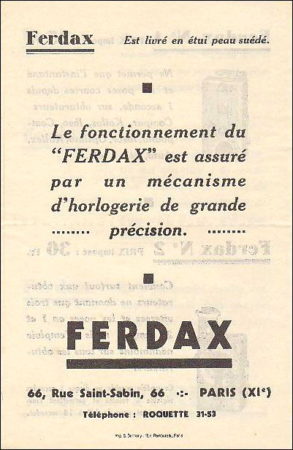 Ferdax Est livré en étui peau suédé.
Le fonctionnement du
"FERDAX" est assuré
par un mécanisme
d'horlogerie de grande
........ précision. ........
FERDAX
66, Rue Saint-Sabin, 66 -:- PARIS (XIe)
Téléphone : ROQUETTE 31-53